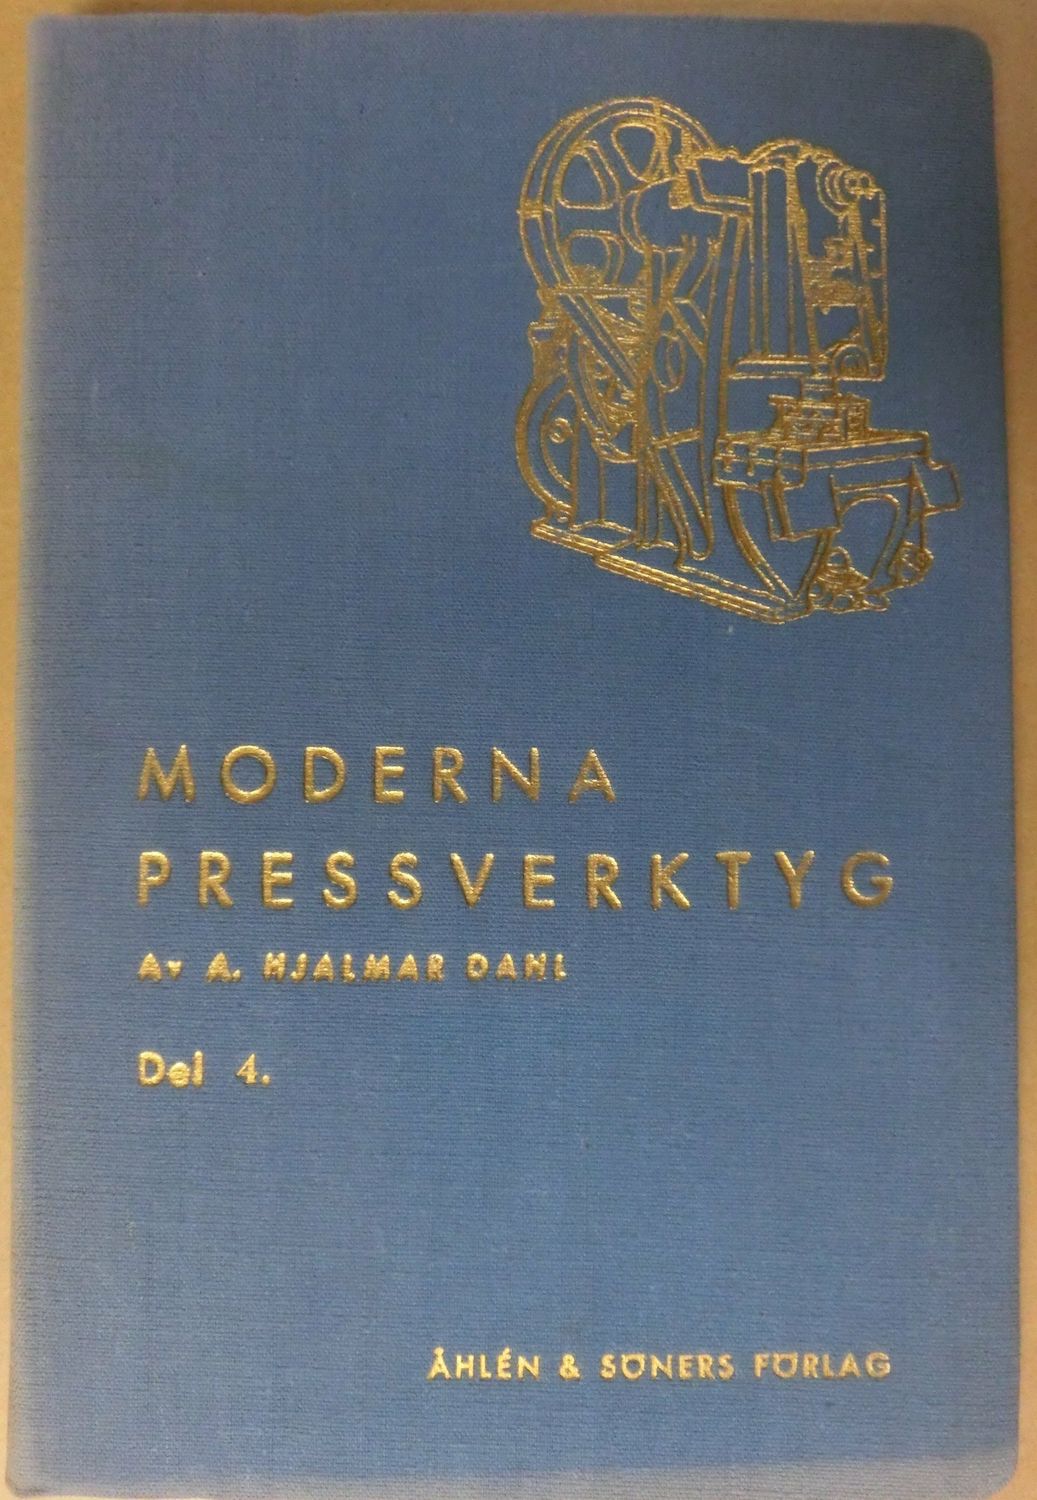 MODERNA
PRESSVERKTYG
Av A. HJALMAR DAHL
Del 4.
ÅHLÉN & SÖNERS FÖRLAG